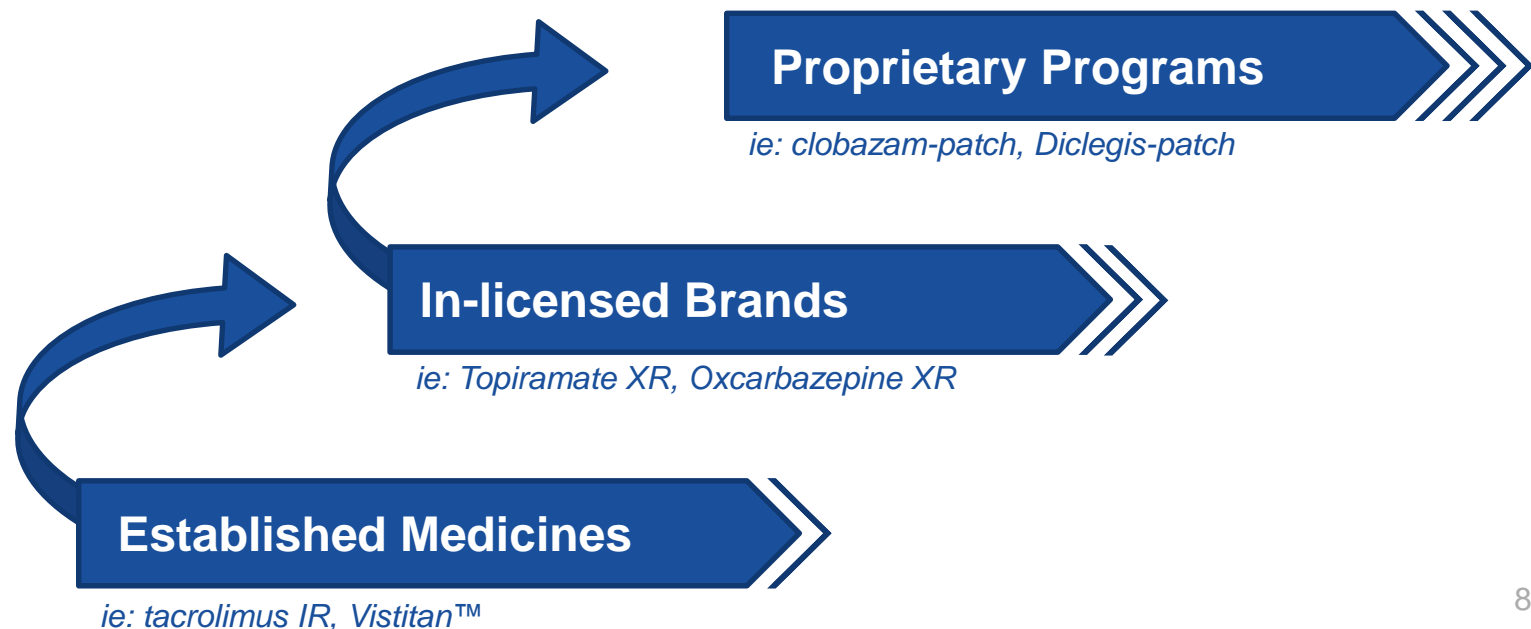 Proprietary Programs
ie: clobazam-patch, Diclegis-patch
In-licensed Brands
ie: Topiramate XR, Oxcarbazepine XR
Established Medicines
ie: tacrolimus IR, Vistitan™
8